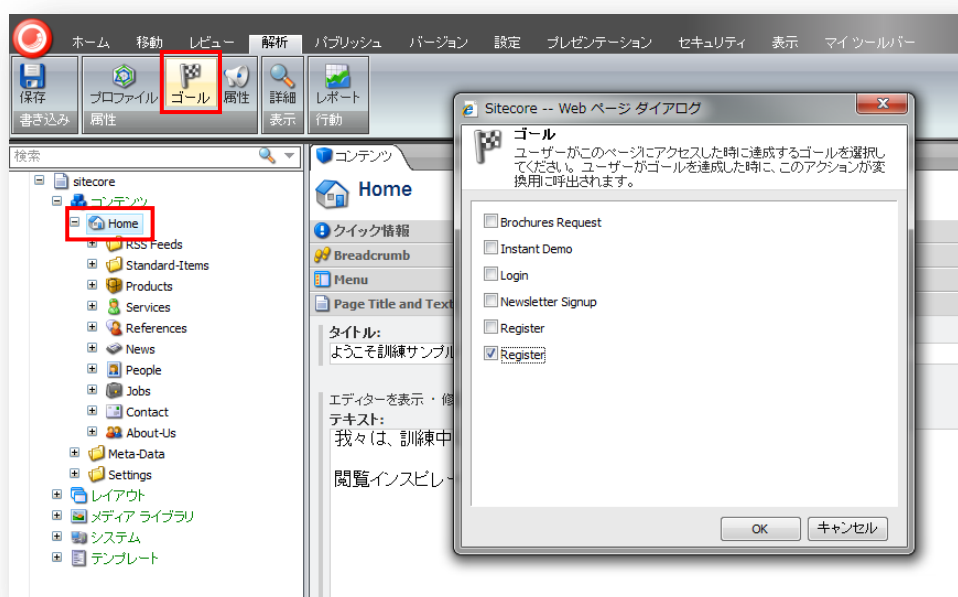 ホーム 移動 レビュー 解析 パブリッシュ バージョン 設定 プレゼンテーション セキュリティ 表示 マイ ツールバー
保存 プロファイル ゴール 属性 詳細 レポート
書き込み 属性 表示 行動
検索
sitecore
コンテンツ
Home
RSS Feeds
Standard-Items
Products
Services
References
News
People
Jobs
Contact
About-Us
Meta-Data
Settings
レイアウト
メディア ライブラリ
システム
テンプレート
コンテンツ
Home
クイック情報
Breadcrumb
Menu
Page Title and Text
タイトル:
ようこそ訓練サンプル
エディターを表示 ・
テキスト:
我々は、訓練中
閲覧インスピレー
Sitecore -- Web ページ ダイアログ
ゴール
ユーザーがこのページにアクセスした時に達成するゴールを選択し
てください。ユーザーがゴールを達成した時に、このアクションが変
換用に呼出されます。
Brochures Request
Instant Demo
Login
Newsletter Signup
Register
Register
OK キャンセル